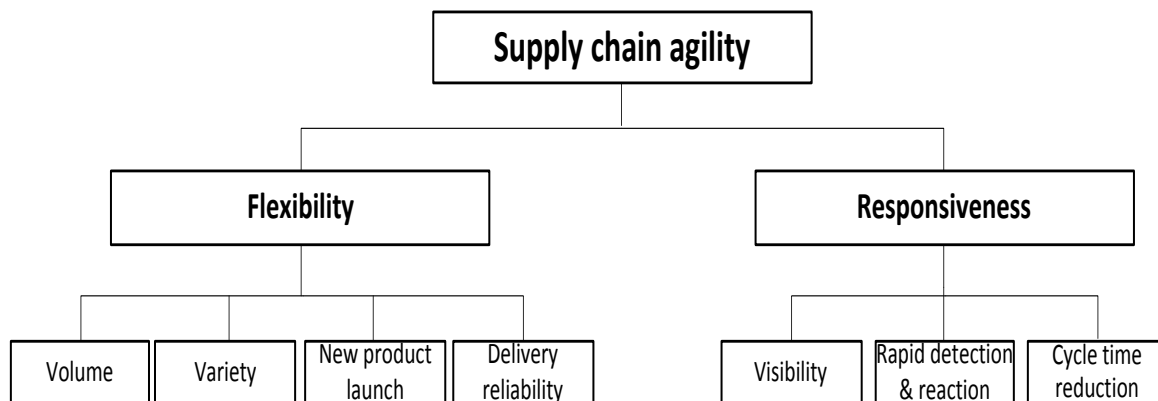 Supply chain agility
Flexibility
Responsiveness
Volume
Variety
New product
launch
Delivery
reliability
Visibility
Rapid detection
& reaction
Cycle time
reduction